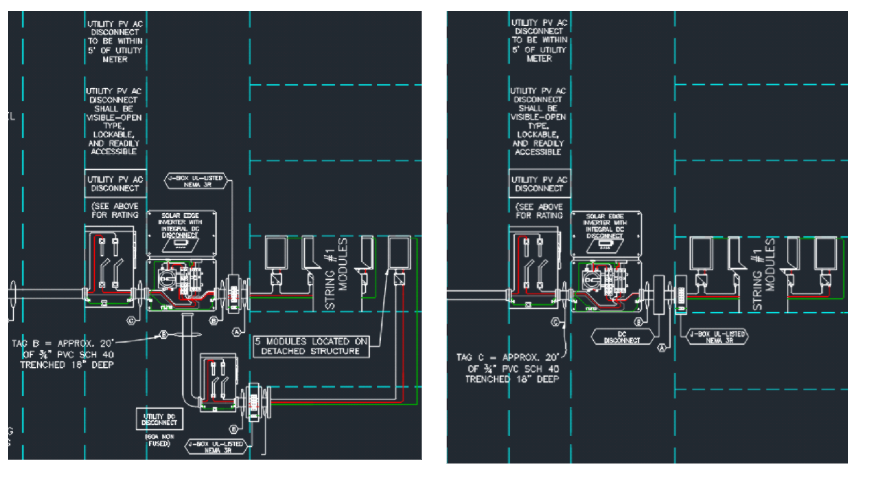 UTILITY PV AC
DISCONNECT
TO BE WITHIN
5' OF UTILITY
METER
UTILITY PV AC
DISCONNECT
SHALL BE
VISIBLE-OPEN
TYPE,
LOCKABLE,
AND READILY
ACCESSIBLE
UTILITY PV AC
DISCONNECT
(SEE ABOVE
FOR RATING
J-BOX UL-LISTED
NEMA 3R
SOLAR EDGE
INVERTER WITH
INTEGRAL DC
DISCONNECT
STRING #1
MODULES
5 MODULES LOCATED ON
DETACHED STRUCTURE
TAG B = APPROX. 20'
OF ¾" PVC SCH 40
TRENCHED 18" DEEP
UTILITY DC
DISCONNECT
(60A NON
FUSED)
J-BOX UL-LISTED
NEMA 3R
UTILITY PV AC
DISCONNECT
TO BE WITHIN
5' OF UTILITY
METER
UTILITY PV AC
DISCONNECT
SHALL BE
VISIBLE-OPEN
TYPE,
LOCKABLE,
AND READILY
ACCESSIBLE
UTILITY PV AC
DISCONNECT
(SEE ABOVE
FOR RATING
SOLAR EDGE
INVERTER WITH
INTEGRAL DC
DISCONNECT
STRING #1
MODULES
DC
DISCONNECT
J-BOX UL-LISTED
NEMA 3R
TAG C = APPROX. 20'
OF ¾" PVC SCH 40
TRENCHED 18" DEEP